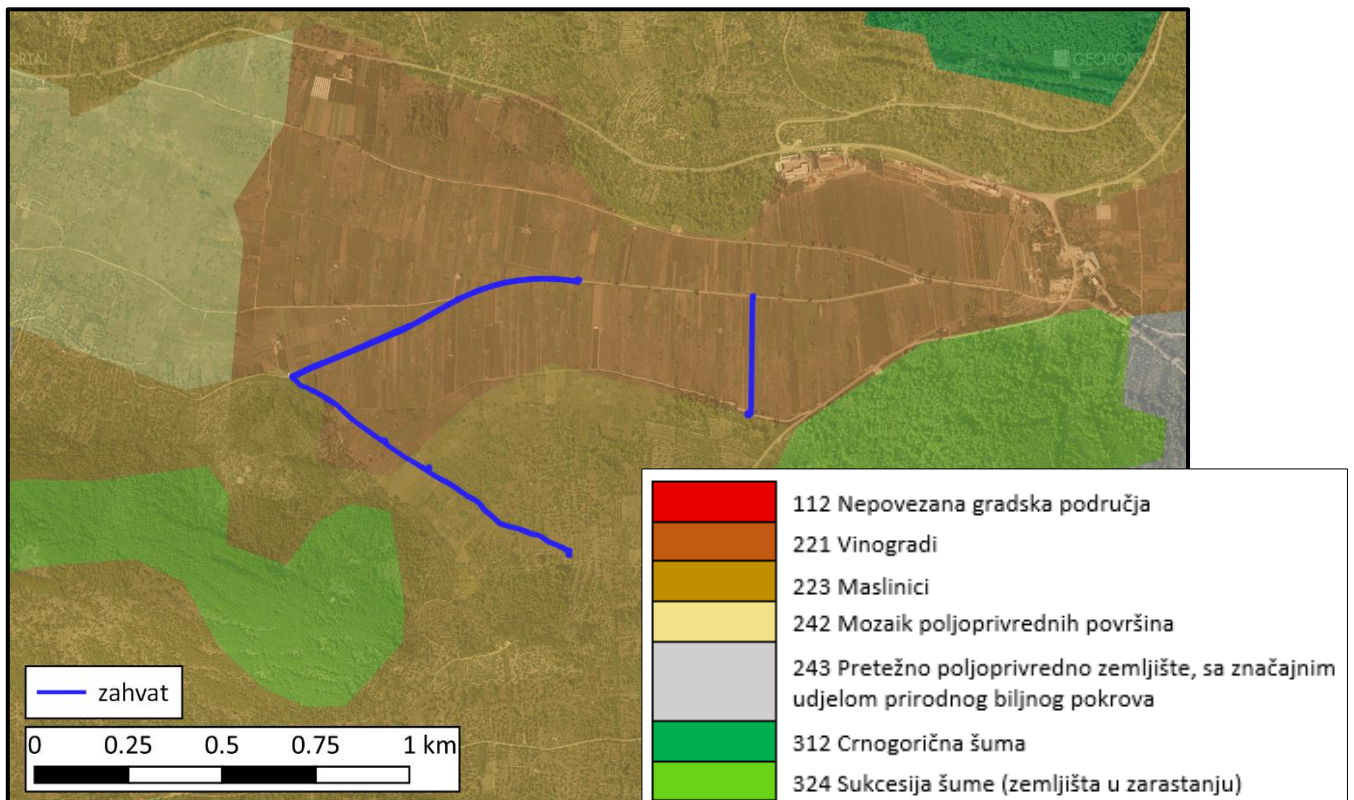 RTAL
GEOPORTAL
112 Nepovezana gradska područja
221 Vinogradi
223 Maslinici
242 Mozaik poljoprivrednih površina
243 Pretežno poljoprivredno zemljište, sa značajnim
udjelom prirodnog biljnog pokrova
312 Crnogorična šuma
324 Sukcesija šume (zemljišta u zarastanju)
zahvat
0 0.25 0.5 0.75 1 km